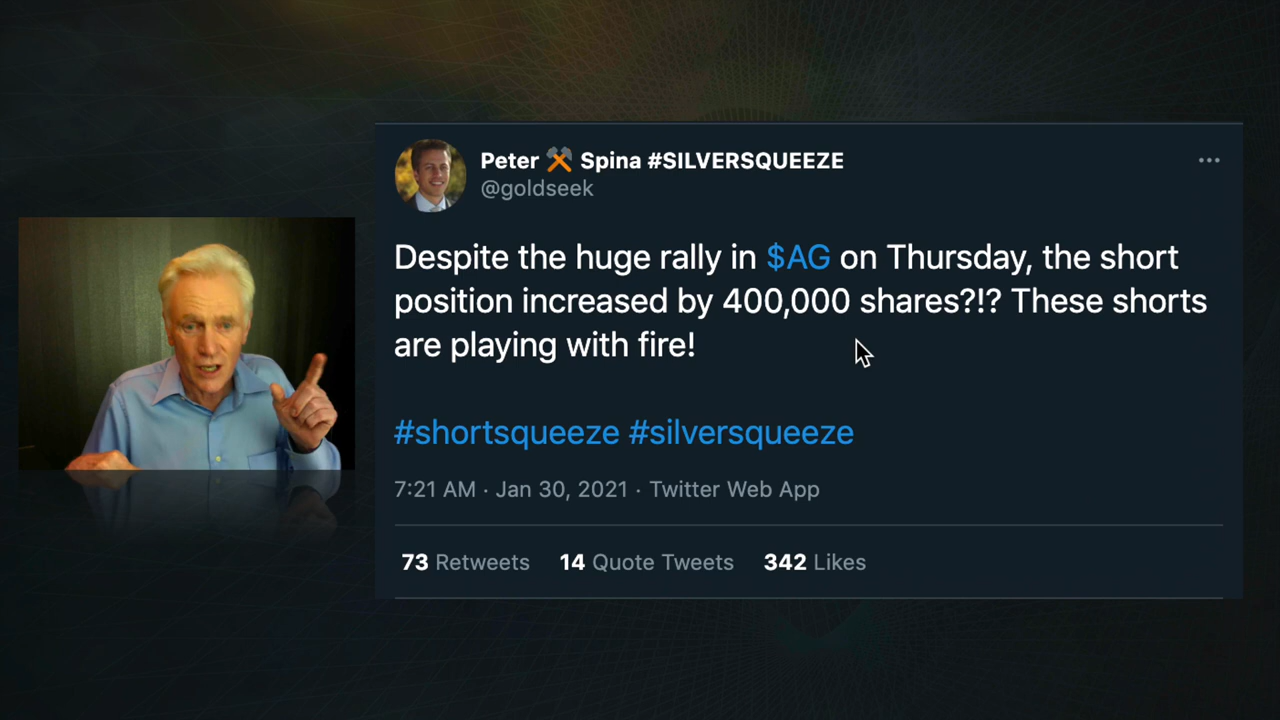 Peter ⚒ Spina #SILVERSQUEEZE
@goldseek
Despite the huge rally in $AG on Thursday, the short
position increased by 400,000 shares?!? These shorts
are playing with fire!
#shortsqueeze #silversqueeze
7:21 AM · Jan 30, 2021 · Twitter Web App
73 Retweets 14 Quote Tweets 342 Likes